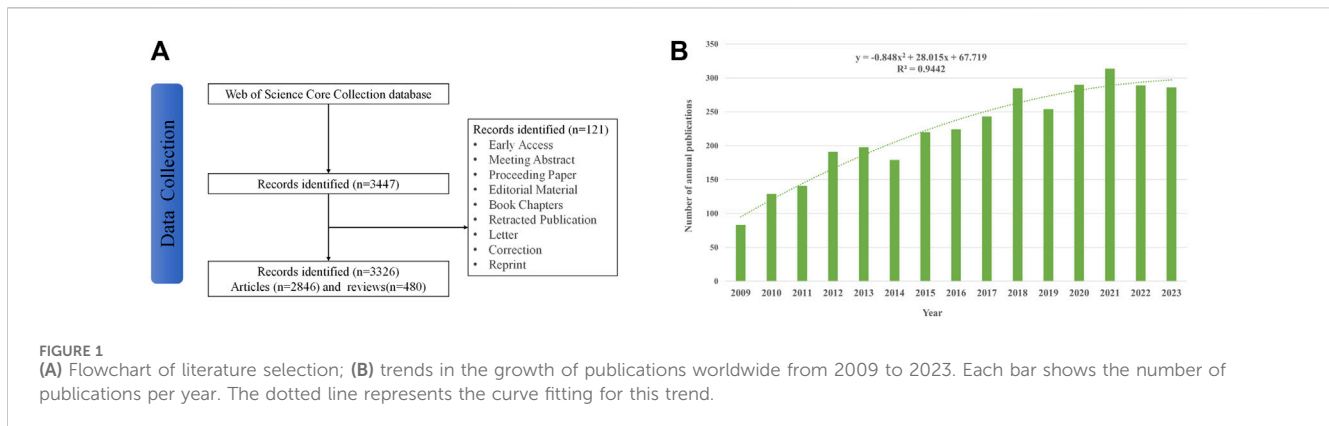 A
Data Collection
Web of Science Core Collection database
Records identified (n=3447)
Records identified (n=121)
• Early Access
• Meeting Abstract
• Proceeding Paper
• Editorial Material
• Book Chapters
• Retracted Publication
• Letter
• Correction
• Reprint
Records identified (n=3326)
Articles (n=2846) and reviews(n=480)
B
y = -0.848x² + 28.015x + 67.719
R² = 0.9442
Number of annual publications
350
300
250
200
150
100
50
0
2009 2010 2011 2012 2013 2014 2015 2016 2017 2018 2019 2020 2021 2022 2023
Year
FIGURE 1
(A) Flowchart of literature selection; (B) trends in the growth of publications worldwide from 2009 to 2023. Each bar shows the number of
publications per year. The dotted line represents the curve fitting for this trend.